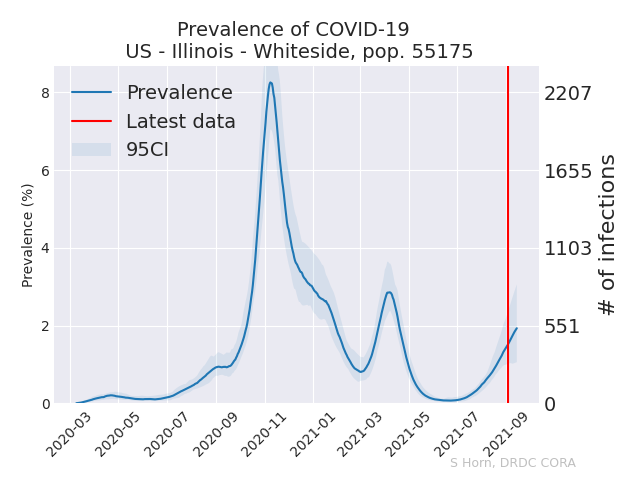 Prevalence of COVID-19
US - Illinois - Whiteside, pop. 55175
Prevalence
Latest data
95CI
Prevalence (%)
8
6
4
2
0
2207
1655
1103
551
0
# of infections
2020-03
2020-05
2020-07
2020-09
2020-11
2021-01
2021-03
2021-05
2021-07
2021-09
S Horn, DRDC CORA